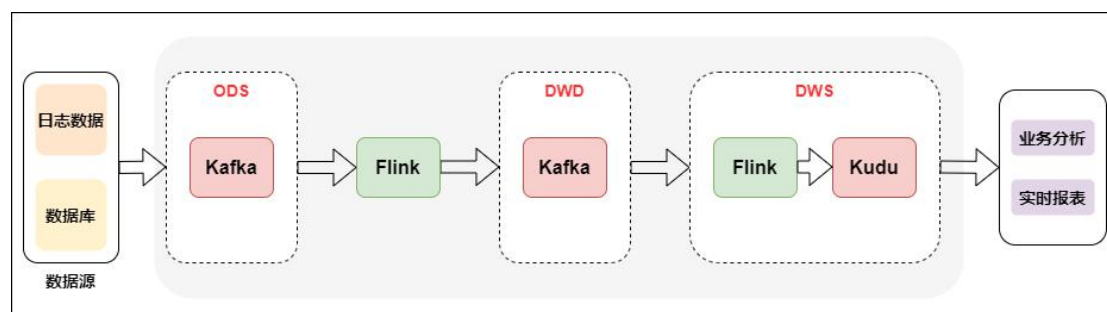 日志数据
数据库
数据源
ODS
Kafka
Flink
DWD
Kafka
DWS
Flink
Kudu
业务分析
实时报表